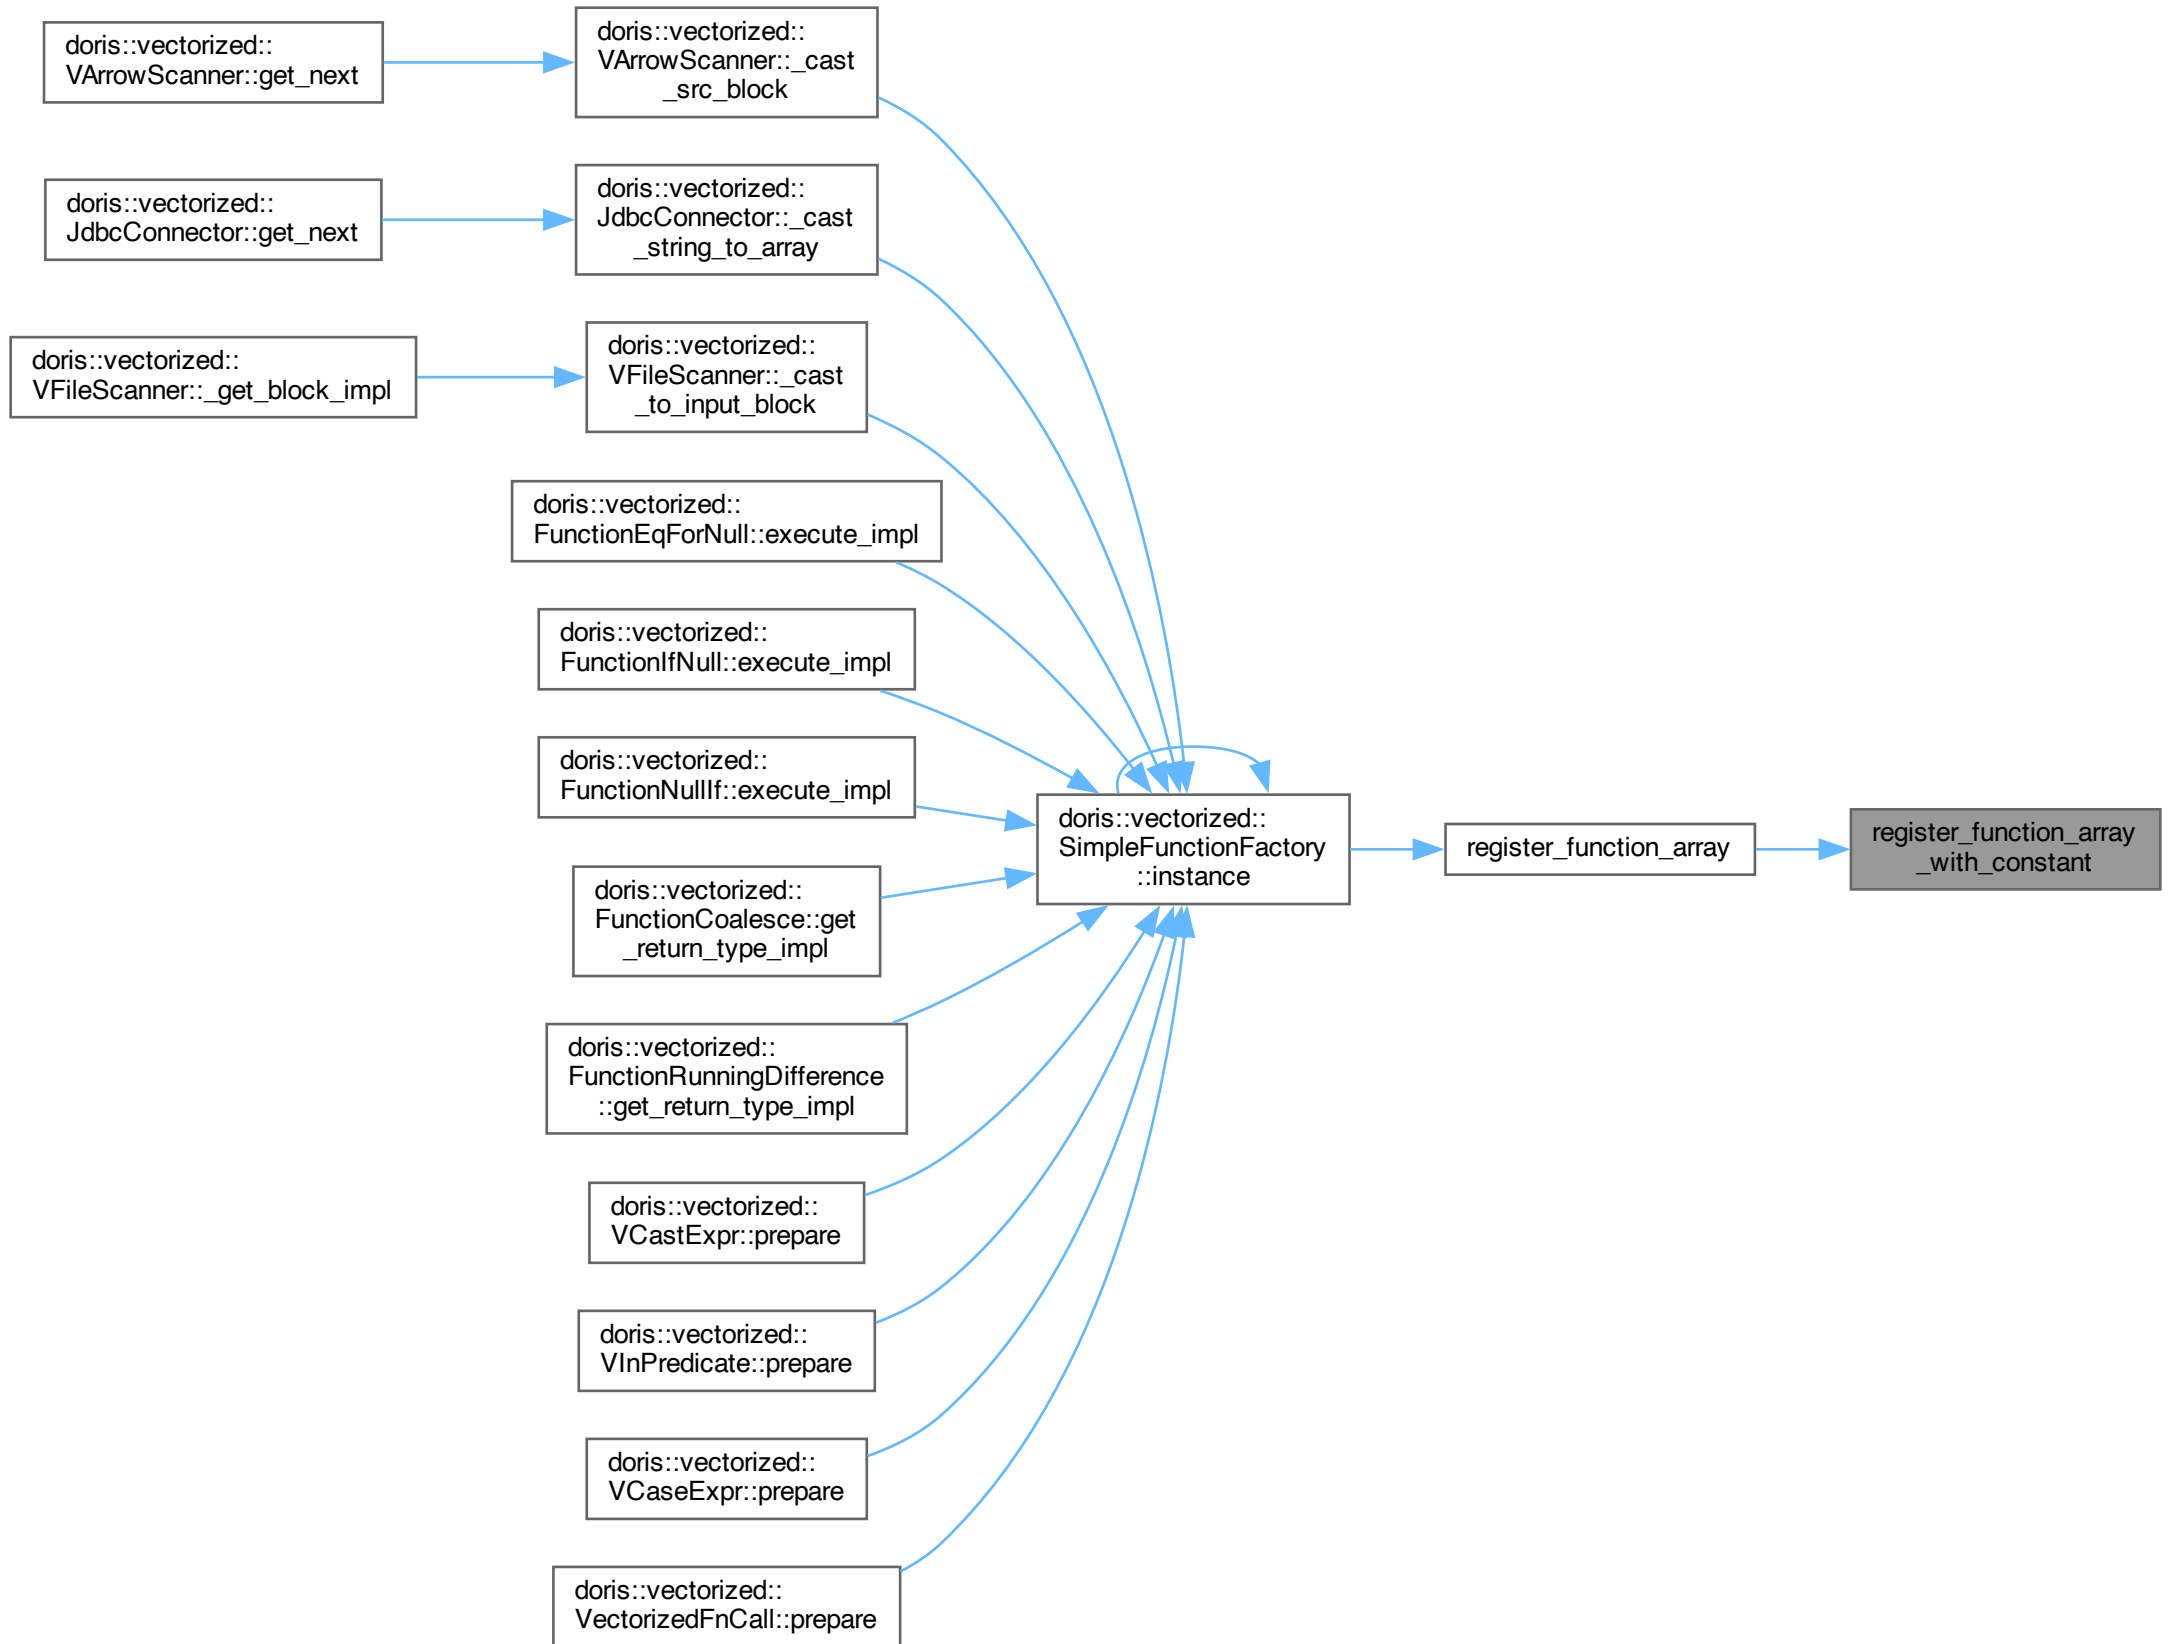 doris::vectorized::
VArrowScanner::get_next
doris::vectorized::
VArrowScanner::_cast
_src_block
doris::vectorized::
JdbcConnector::get_next
doris::vectorized::
JdbcConnector::_cast
_string_to_array
doris::vectorized::
VFileScanner::_get_block_impl
doris::vectorized::
VFileScanner::_cast
_to_input_block
doris::vectorized::
FunctionEqForNull::execute_impl
doris::vectorized::
FunctionIfNull::execute_impl
doris::vectorized::
FunctionNullIf::execute_impl
doris::vectorized::
FunctionCoalesce::get
_return_type_impl
doris::vectorized::
FunctionRunningDifference
::get_return_type_impl
doris::vectorized::
VCastExpr::prepare
doris::vectorized::
VInPredicate::prepare
doris::vectorized::
VCaseExpr::prepare
doris::vectorized::
VectorizedFnCall::prepare
doris::vectorized::
SimpleFunctionFactory
::instance
register_function_array
register_function_array
_with_constant